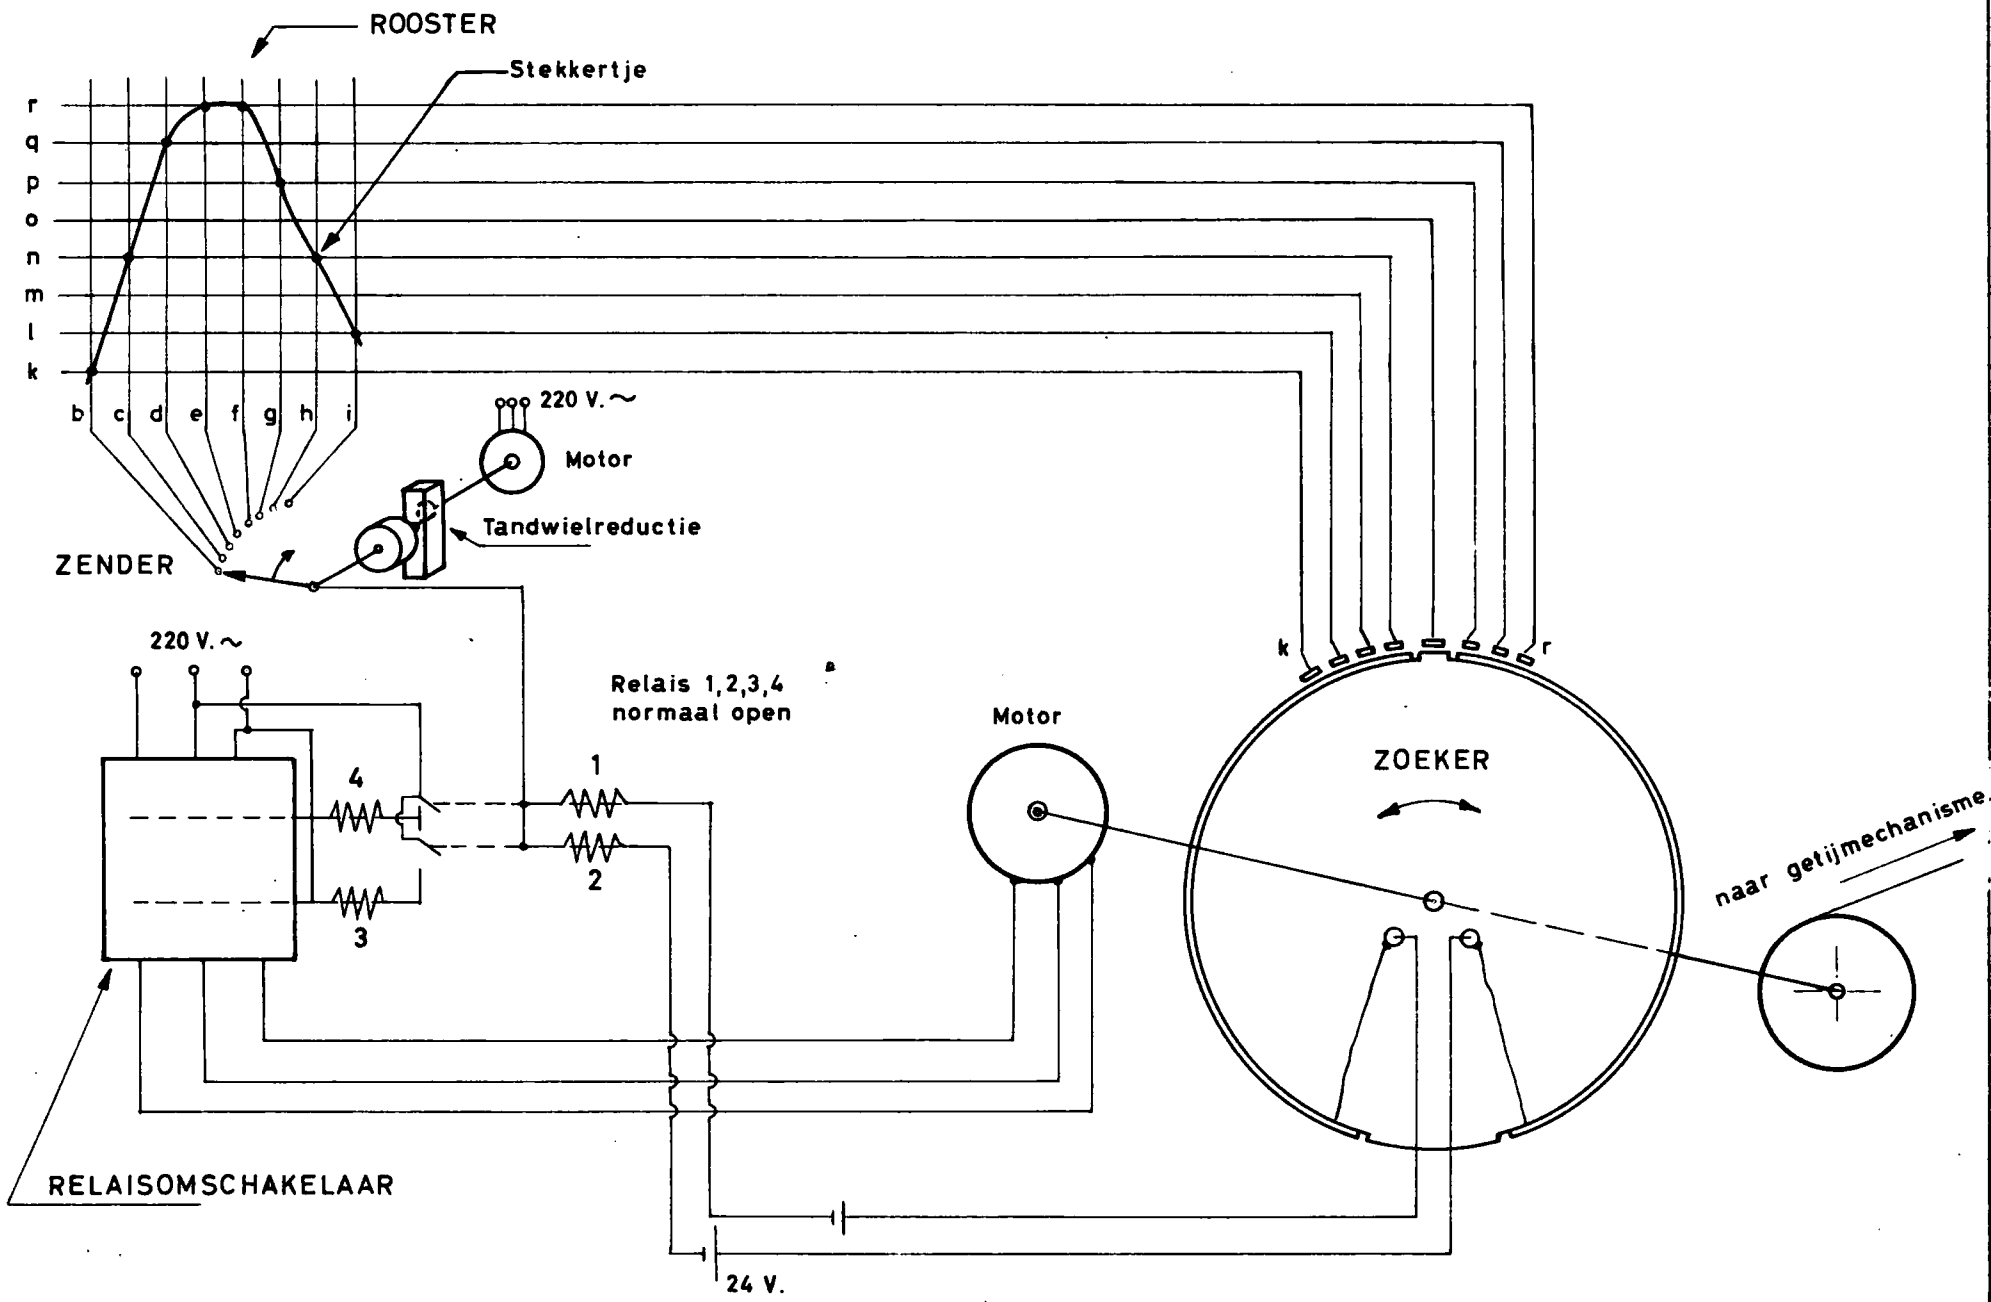 ROOSTER
Stekkertje
r
q
p
o
n
m
l
k
b c d e f g h i
220 V. ~
Motor
Tandwielreductie
ZENDER
220 V. ~
Relais 1,2,3,4
normaal open
k
r
Motor
ZOEKER
4
1
2
3
naar getijmechanisme.
RELAISOMSCHAKELAAR
24 V.